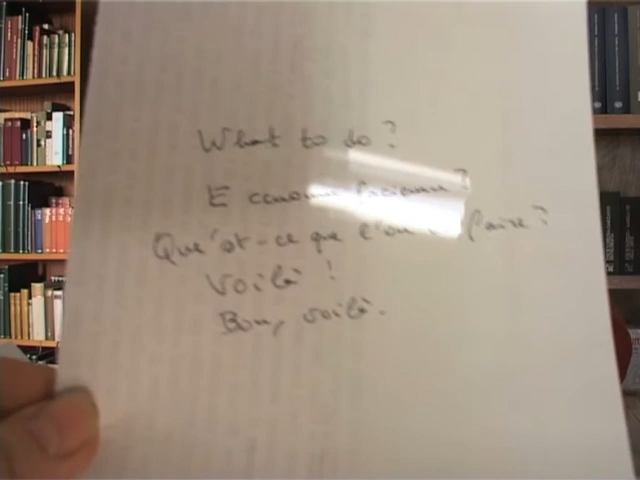 What to do?
E
Qu'est-ce que l'on faire?
Voilà!
Bon, voilà.